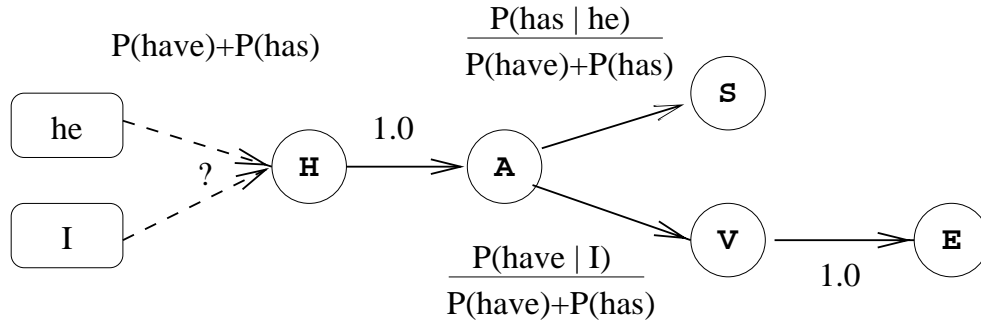 P(have)+P(has)
P(has | he)
P(have)+P(has)
he
I
?
H
1.0
A
S
V
1.0
E
P(have | I)
P(have)+P(has)